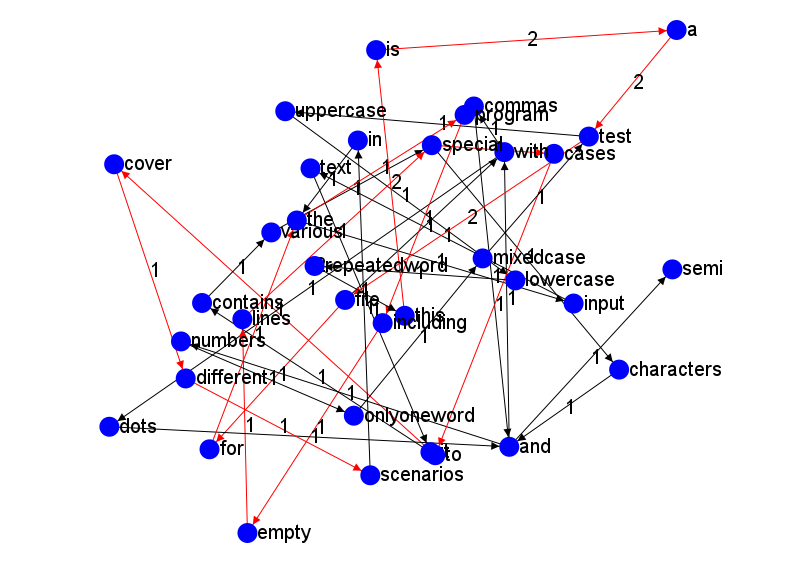 a
is
2
2
commas
uppercase
program
1
1
test
in
special
with
cases
cover
text
1
1
2
1
1
1
2
the
1
1
various
1
mixedcase
1
1
1
1
repeatedword
semi
1
1
lowercase
1
1
contains
file
input
1
1
this
lines
including
1
numbers
1
1
characters
different
1
1
1
1
1
onlyoneword
dots
1
1
1
1
for
and
to
scenarios
empty